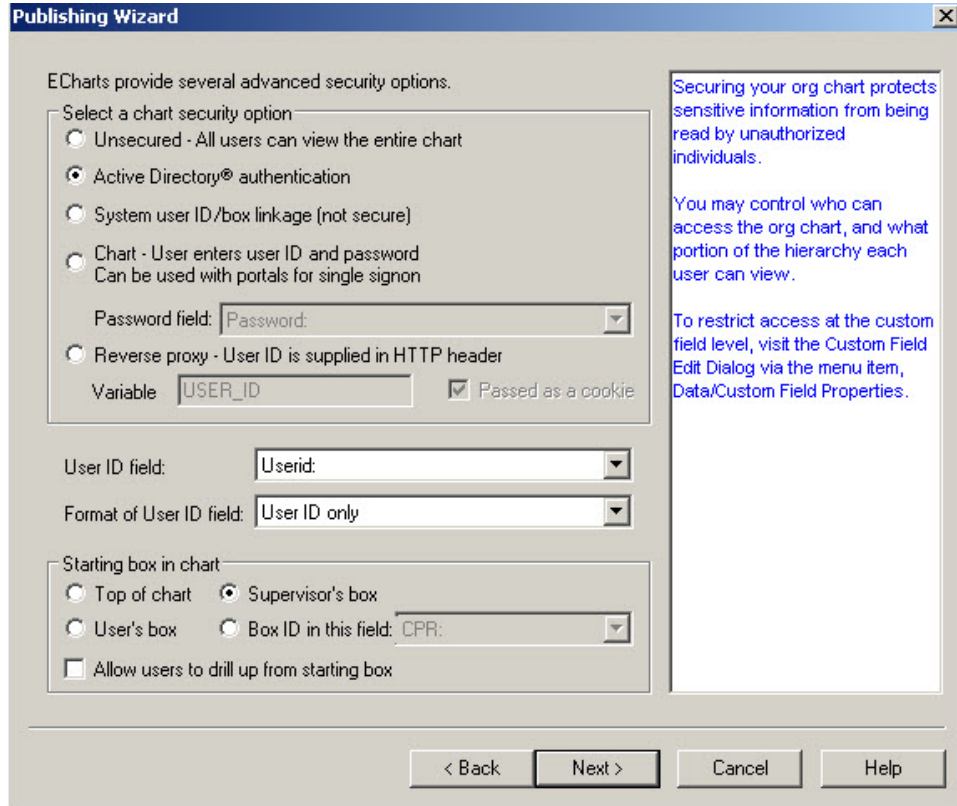 Publishing Wizard
ECharts provide several advanced security options.
Select a chart security option
Unsecured - All users can view the entire chart
Active Directory® authentication
System user ID/box linkage (not secure)
Chart - User enters user ID and password
Can be used with portals for single signon
Password field: Password:
Reverse proxy - User ID is supplied in HTTP header
Variable USER_ID Passed as a cookie
User ID field: Userid:
Format of User ID field: User ID only
Starting box in chart
Top of chart Supervisor's box
User's box Box ID in this field: CPR:
Allow users to drill up from starting box
Securing your org chart protects
sensitive information from being
read by unauthorized
individuals.
You may control who can
access the org chart, and what
portion of the hierarchy each
user can view.
To restrict access at the custom
field level, visit the Custom Field
Edit Dialog via the menu item,
Data/Custom Field Properties.
< Back Next > Cancel Help